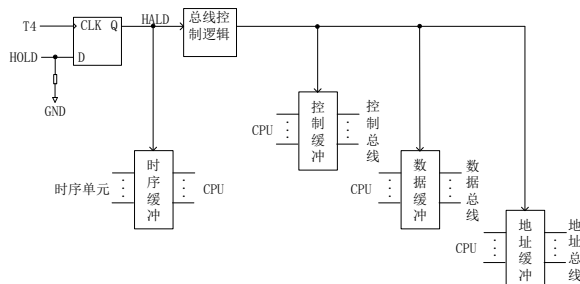 T4
CLK Q
HALD
总线控
制逻辑
HOLD
D
GND
CPU
控制缓冲
控制总线
时序单元
时序缓冲
CPU
CPU
数据缓冲
数据总线
CPU
地址缓冲
地址总线